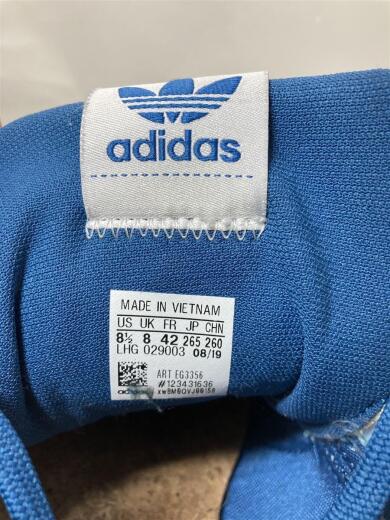 adidas
MADE IN VIETNAM
US UK FR JP CHN
8½ 8 42 265 260
LHG 029003 08/19
ART EG3356
#123431636
adidas